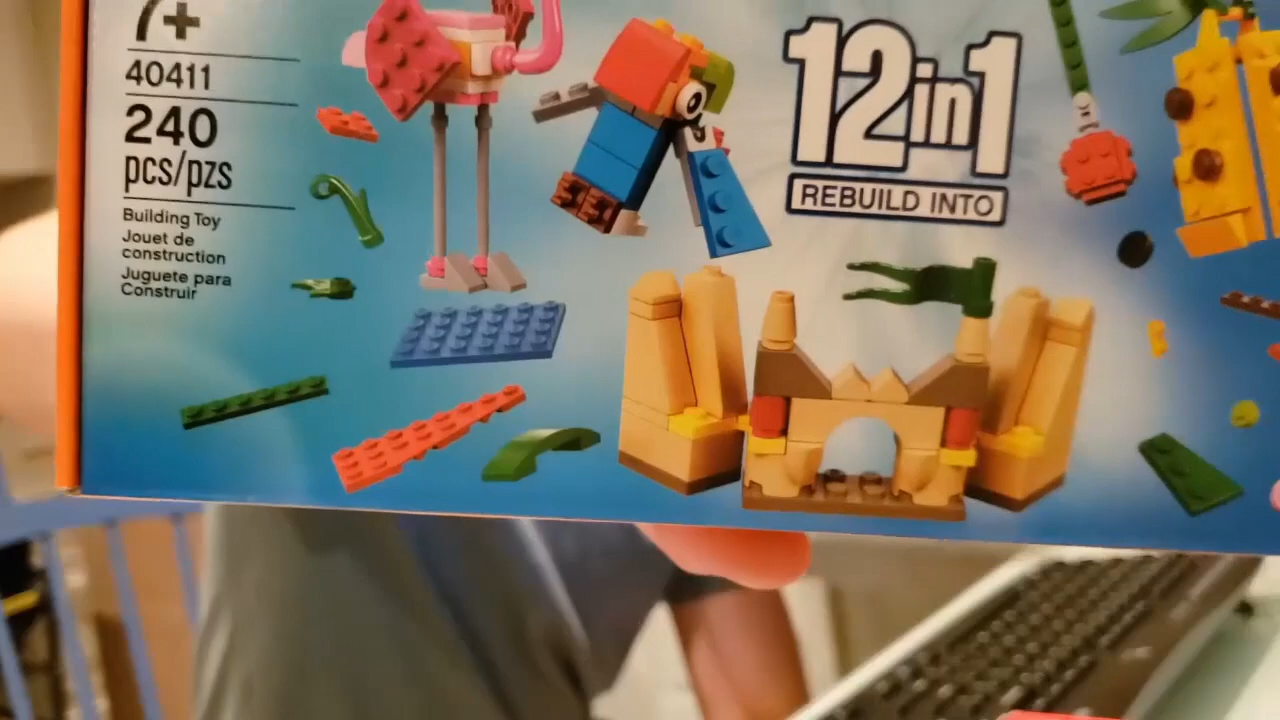 7+
40411
240
pcs/pzs
Building Toy
Jouet de
construction
Juguete para
Construir
12in1
REBUILD INTO